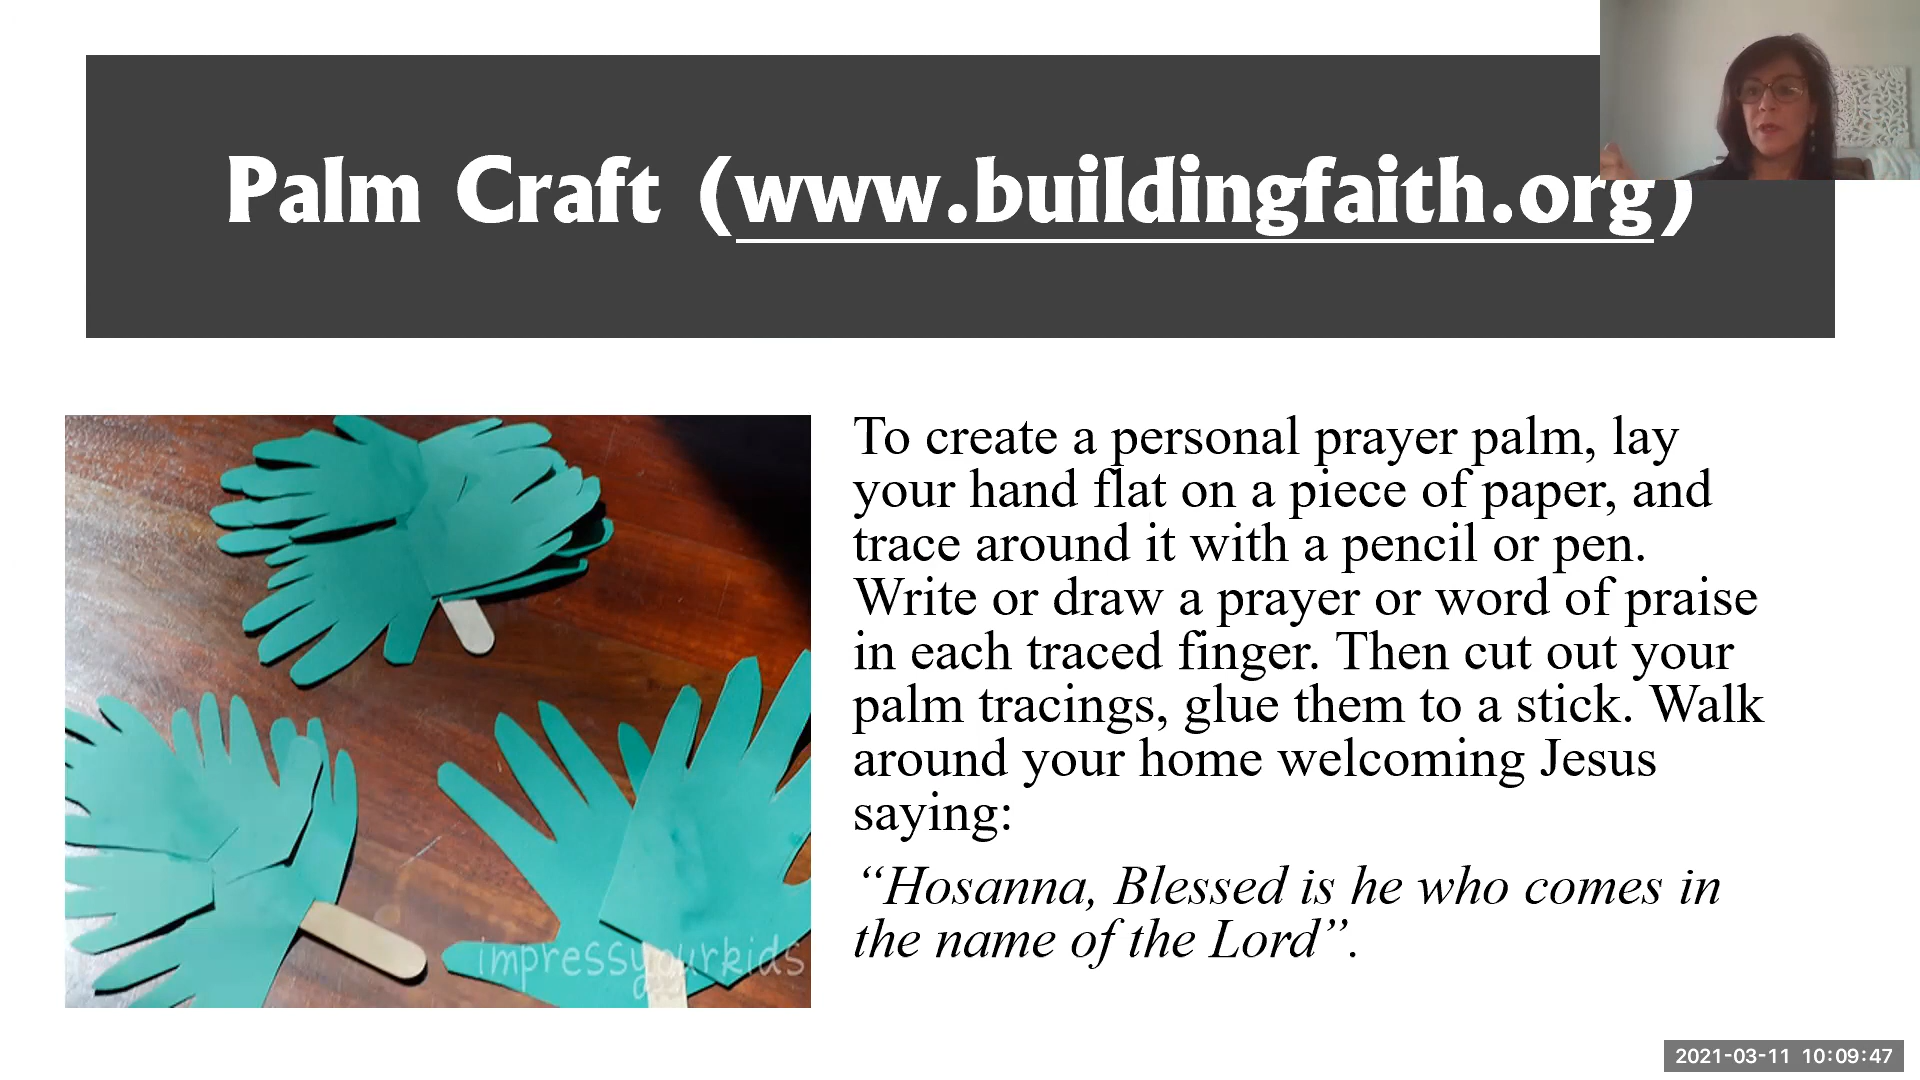 Palm Craft (www.buildingfaith.org)
To create a personal prayer palm, lay
your hand flat on a piece of paper, and
trace around it with a pencil or pen.
Write or draw a prayer or word of praise
in each traced finger. Then cut out your
palm tracings, glue them to a stick. Walk
around your home welcoming Jesus
saying:
“Hosanna, Blessed is he who comes in
the name of the Lord”.
impressyourkids
2021-03-11 10:09:47